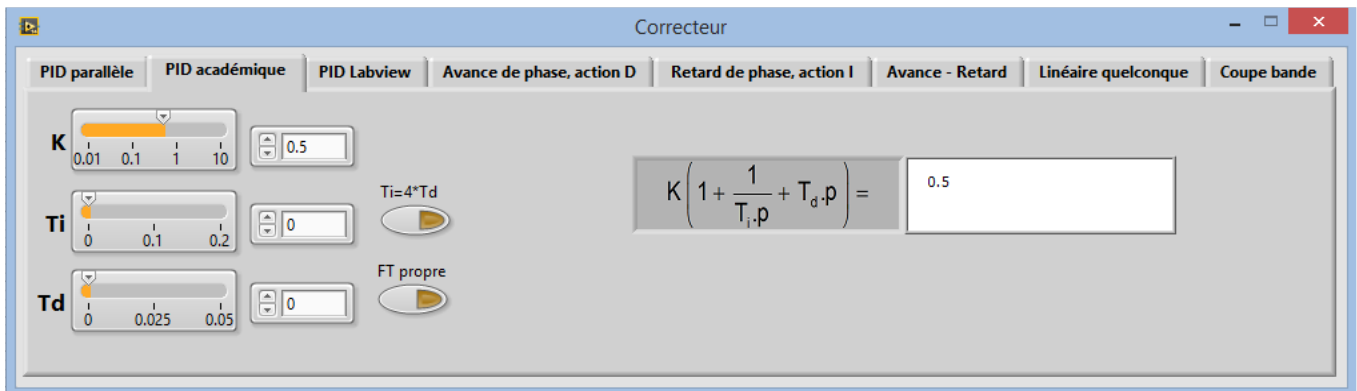 Correcteur
PID parallèle PID académique PID Labview Avance de phase, action D Retard de phase, action I Avance - Retard Linéaire quelconque Coupe bande
K 0.01 0.1 1 10 0.5
Ti=4*Td
Ti 0 0.1 0.2 0
FT propre
Td 0 0.025 0.05 0
K(1 + 1/(T_i.p) + T_d.p) = 0.5